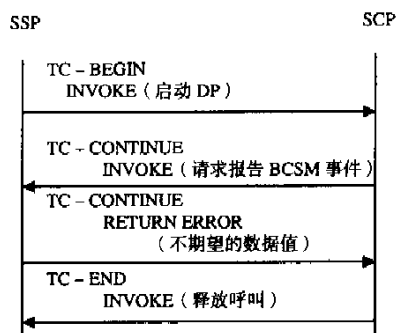 SSP SCP
TC - BEGIN
INVOKE ( 启动 DP )
TC - CONTINUE
INVOKE ( 请求报告 BCSM 事件 )
TC - CONTINUE
RETURN ERROR
( 不期望的数据值 )
TC - END
INVOKE ( 释放呼叫 )